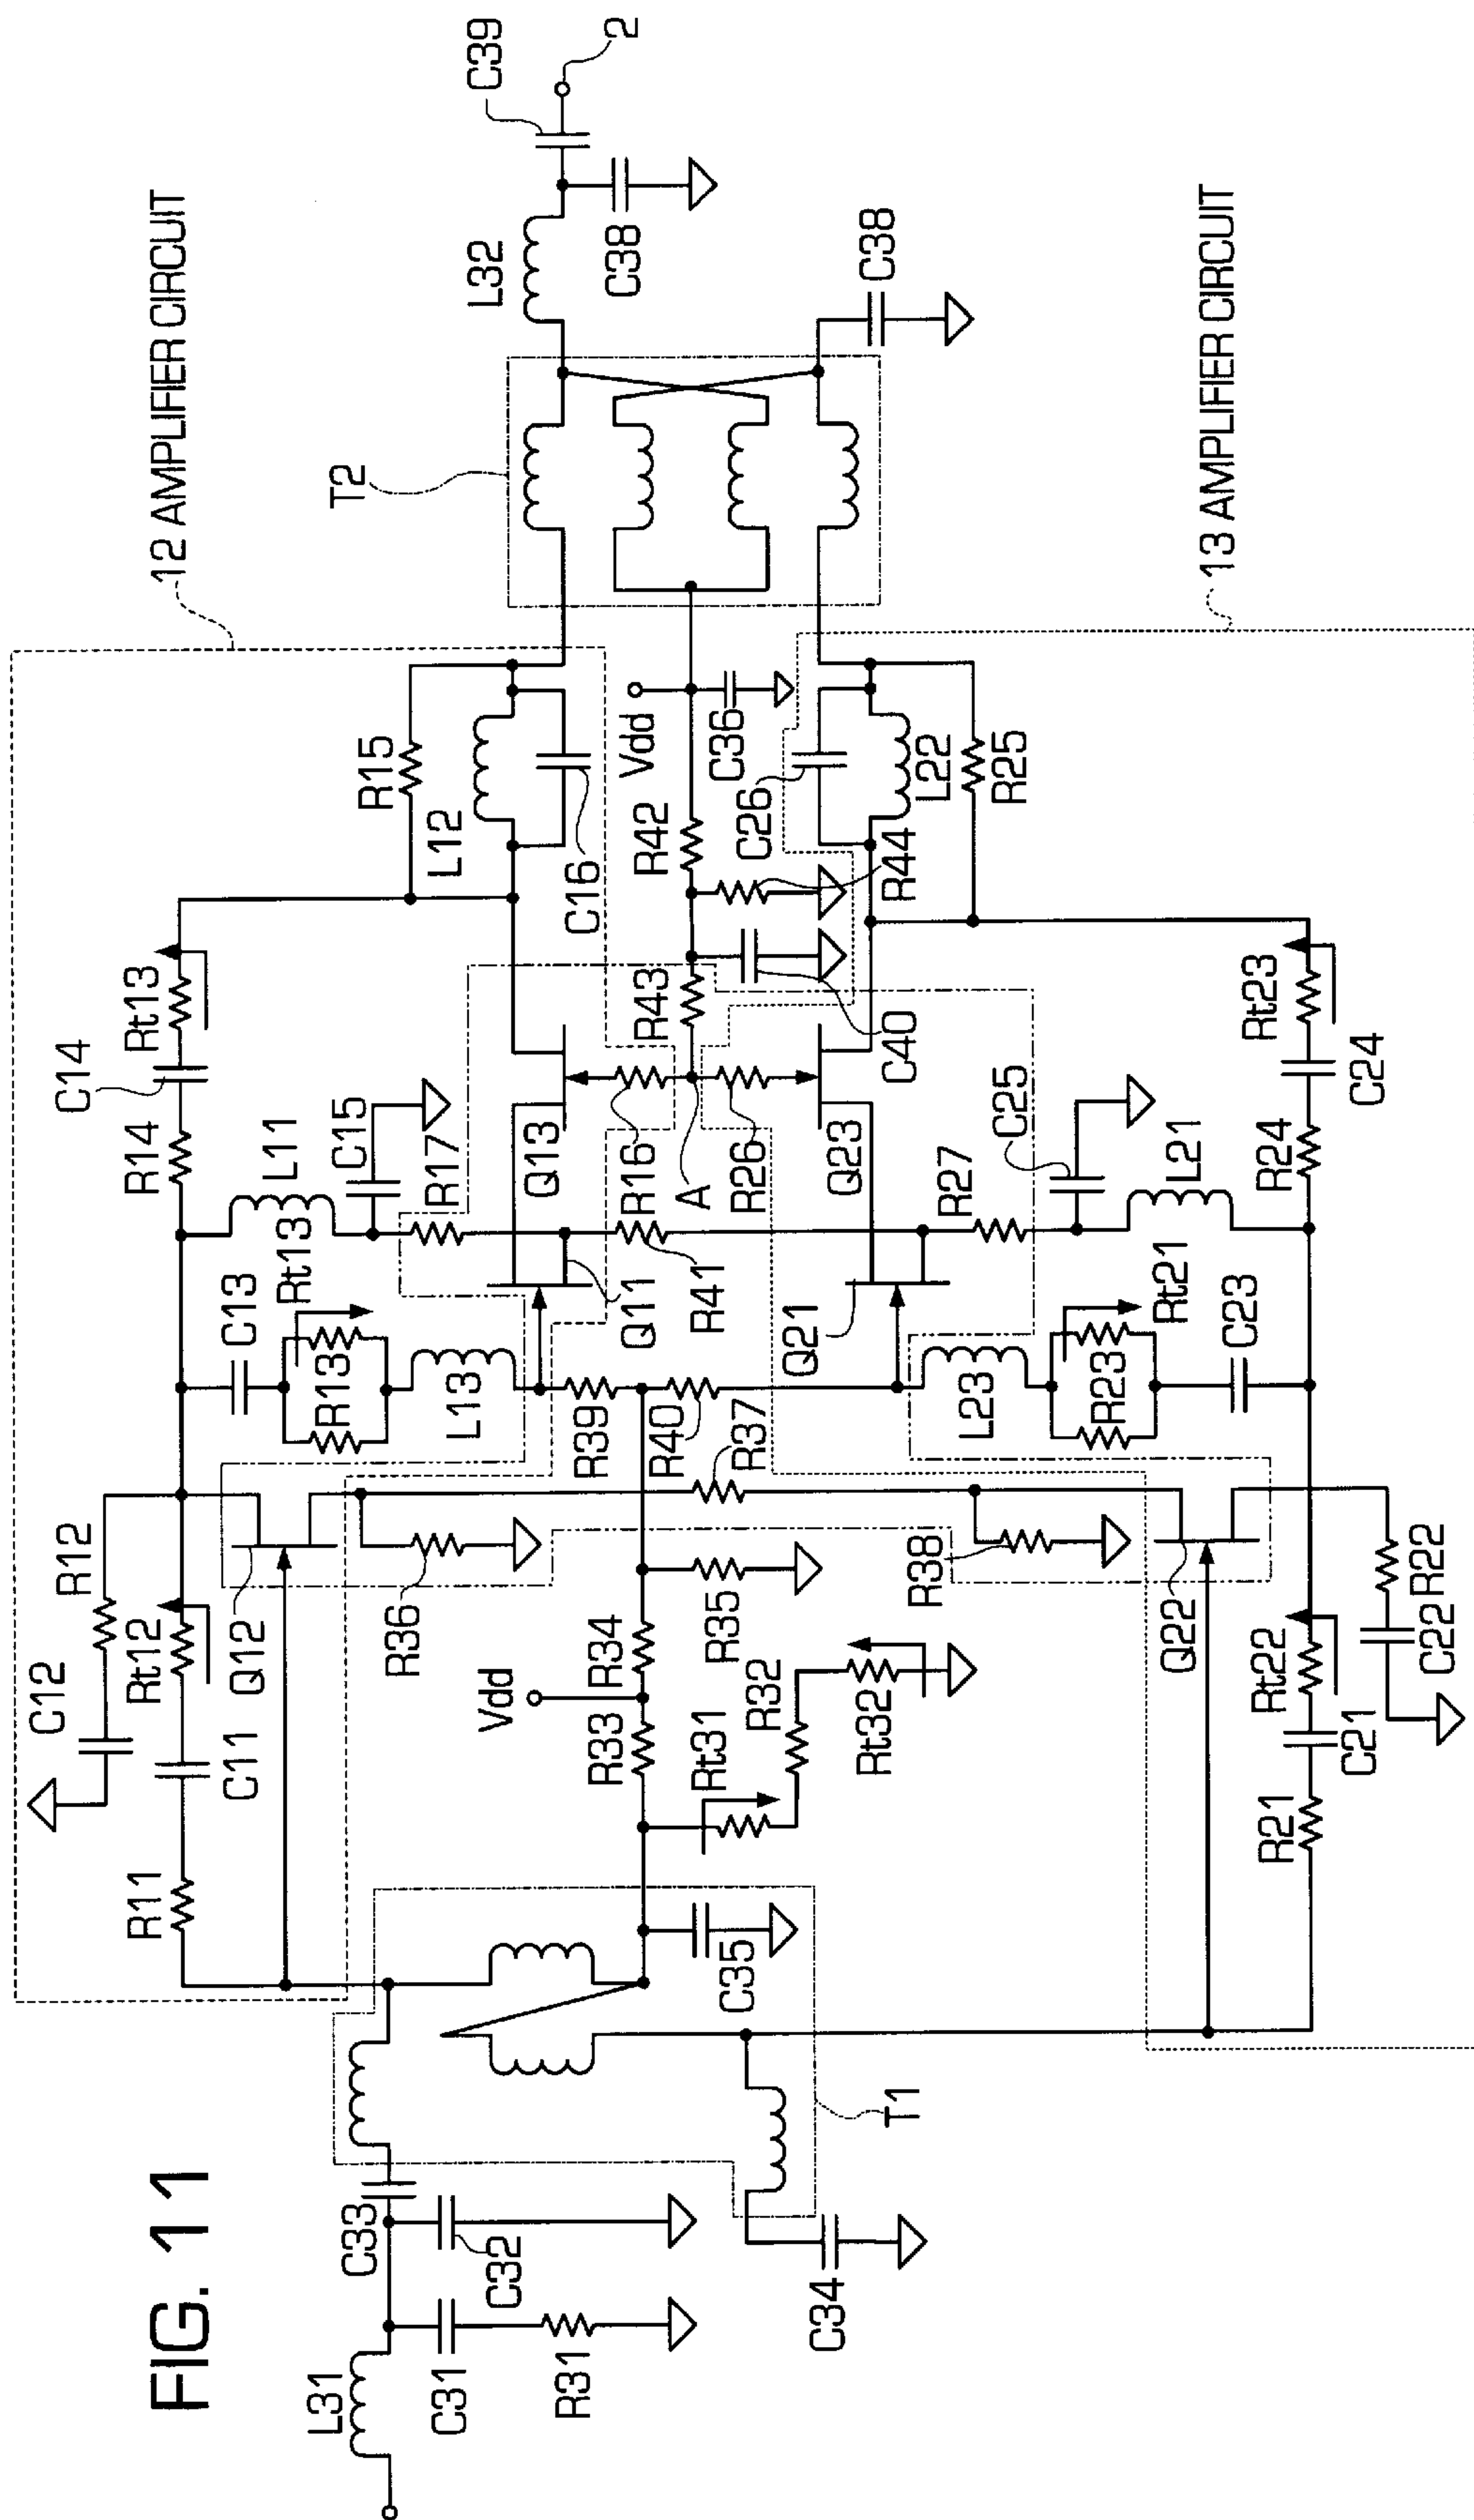 FIG. 11
12 AMPLIFIER CIRCUIT
13 AMPLIFIER CIRCUIT
L31
C31
R31
C32
C33
C34
T1
C35
R11
C11
Rt12
C12
R12
Q12
R36
Vdd
R33
R34
R35
Rt31
R32
Rt32
R38
Q22
R21
C21
Rt22
C22
R22
C13
Rt13
R13
L13
R39
R40
R37
L23
R23
Rt21
C23
Q11
R41
Q21
R14
C14
Rt13
L11
C15
R17
Q13
R16
A
R26
Q23
R27
C25
L21
R24
C24
Rt23
R43
C40
R15
L12
C16
Vdd
R42
C36
C26
R44
L22
R25
T2
L32
C38
C38
C39
2